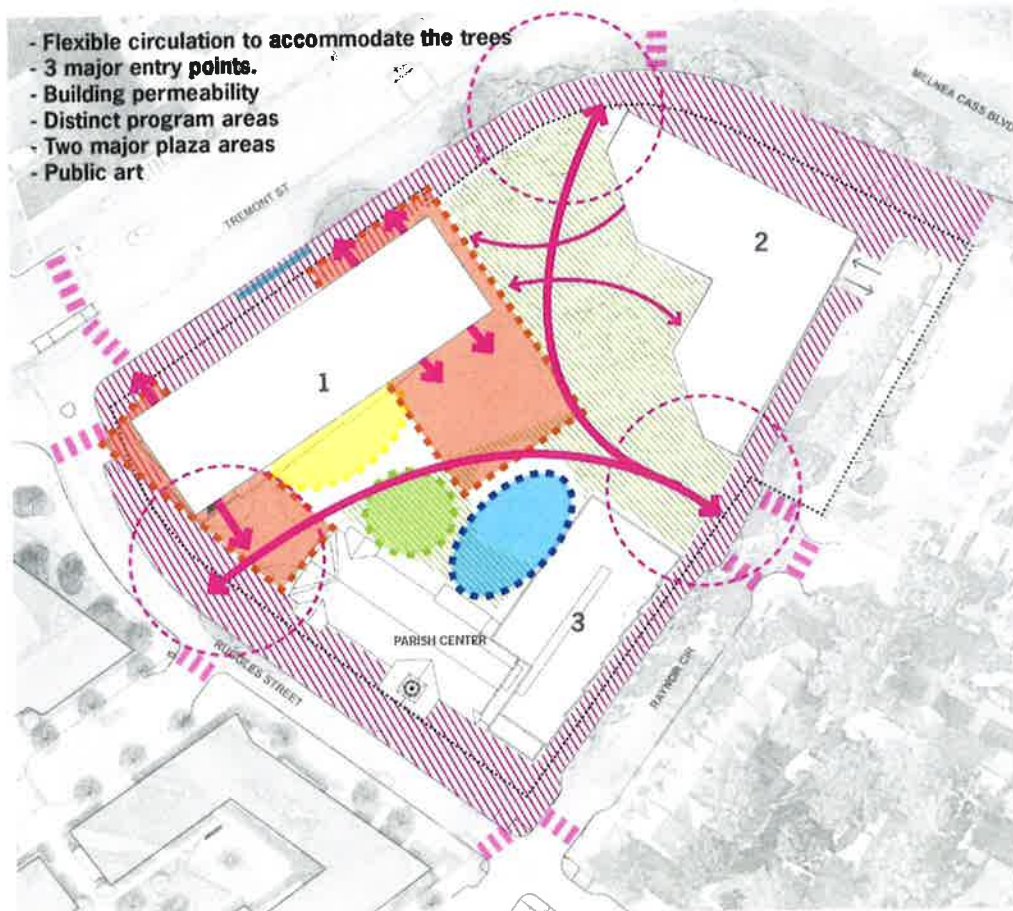 - Flexible circulation to accommodate the trees
- 3 major entry points.
- Building permeability
- Distinct program areas
- Two major plaza areas
- Public art
MELNEA CASS BLVD
TREMONT ST
2
1
3
PARISH CENTER
RUGGLES STREET
RAYNOR CIR